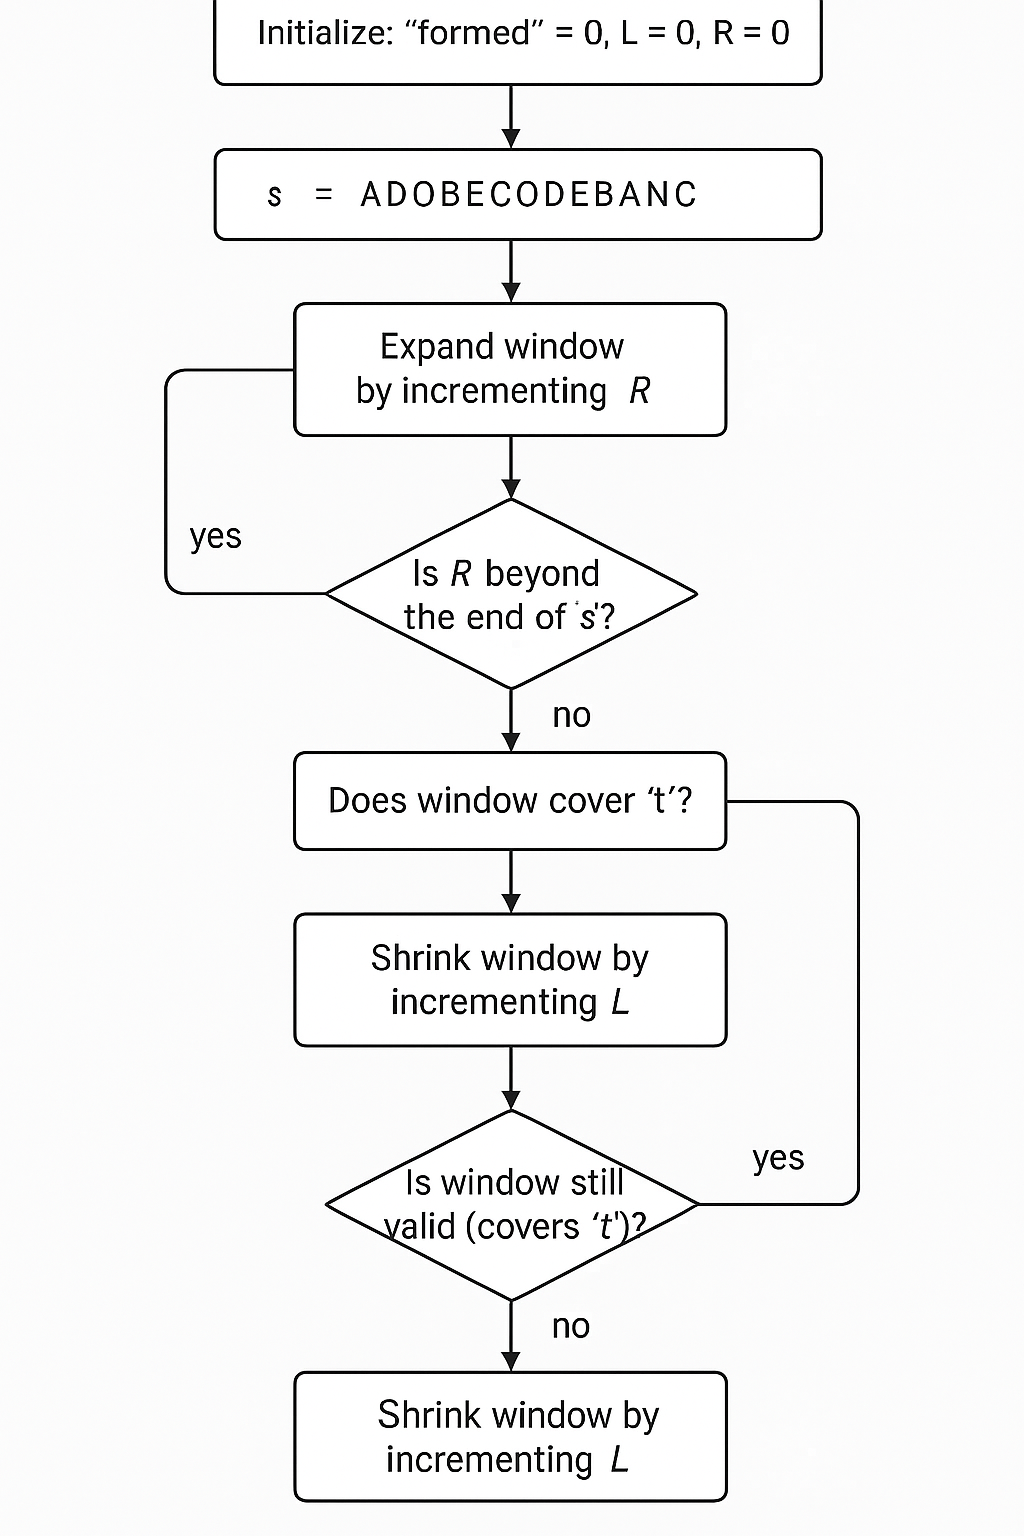 Initialize: “formed” = 0, L = 0, R = 0
s = ADOBECODEBANC
Expand window
by incrementing R
yes
Is R beyond
the end of 's'?
no
Does window cover ‘t’?
Shrink window by
incrementing L
Is window still
valid (covers ‘t')?
yes
no
Shrink window by
incrementing L